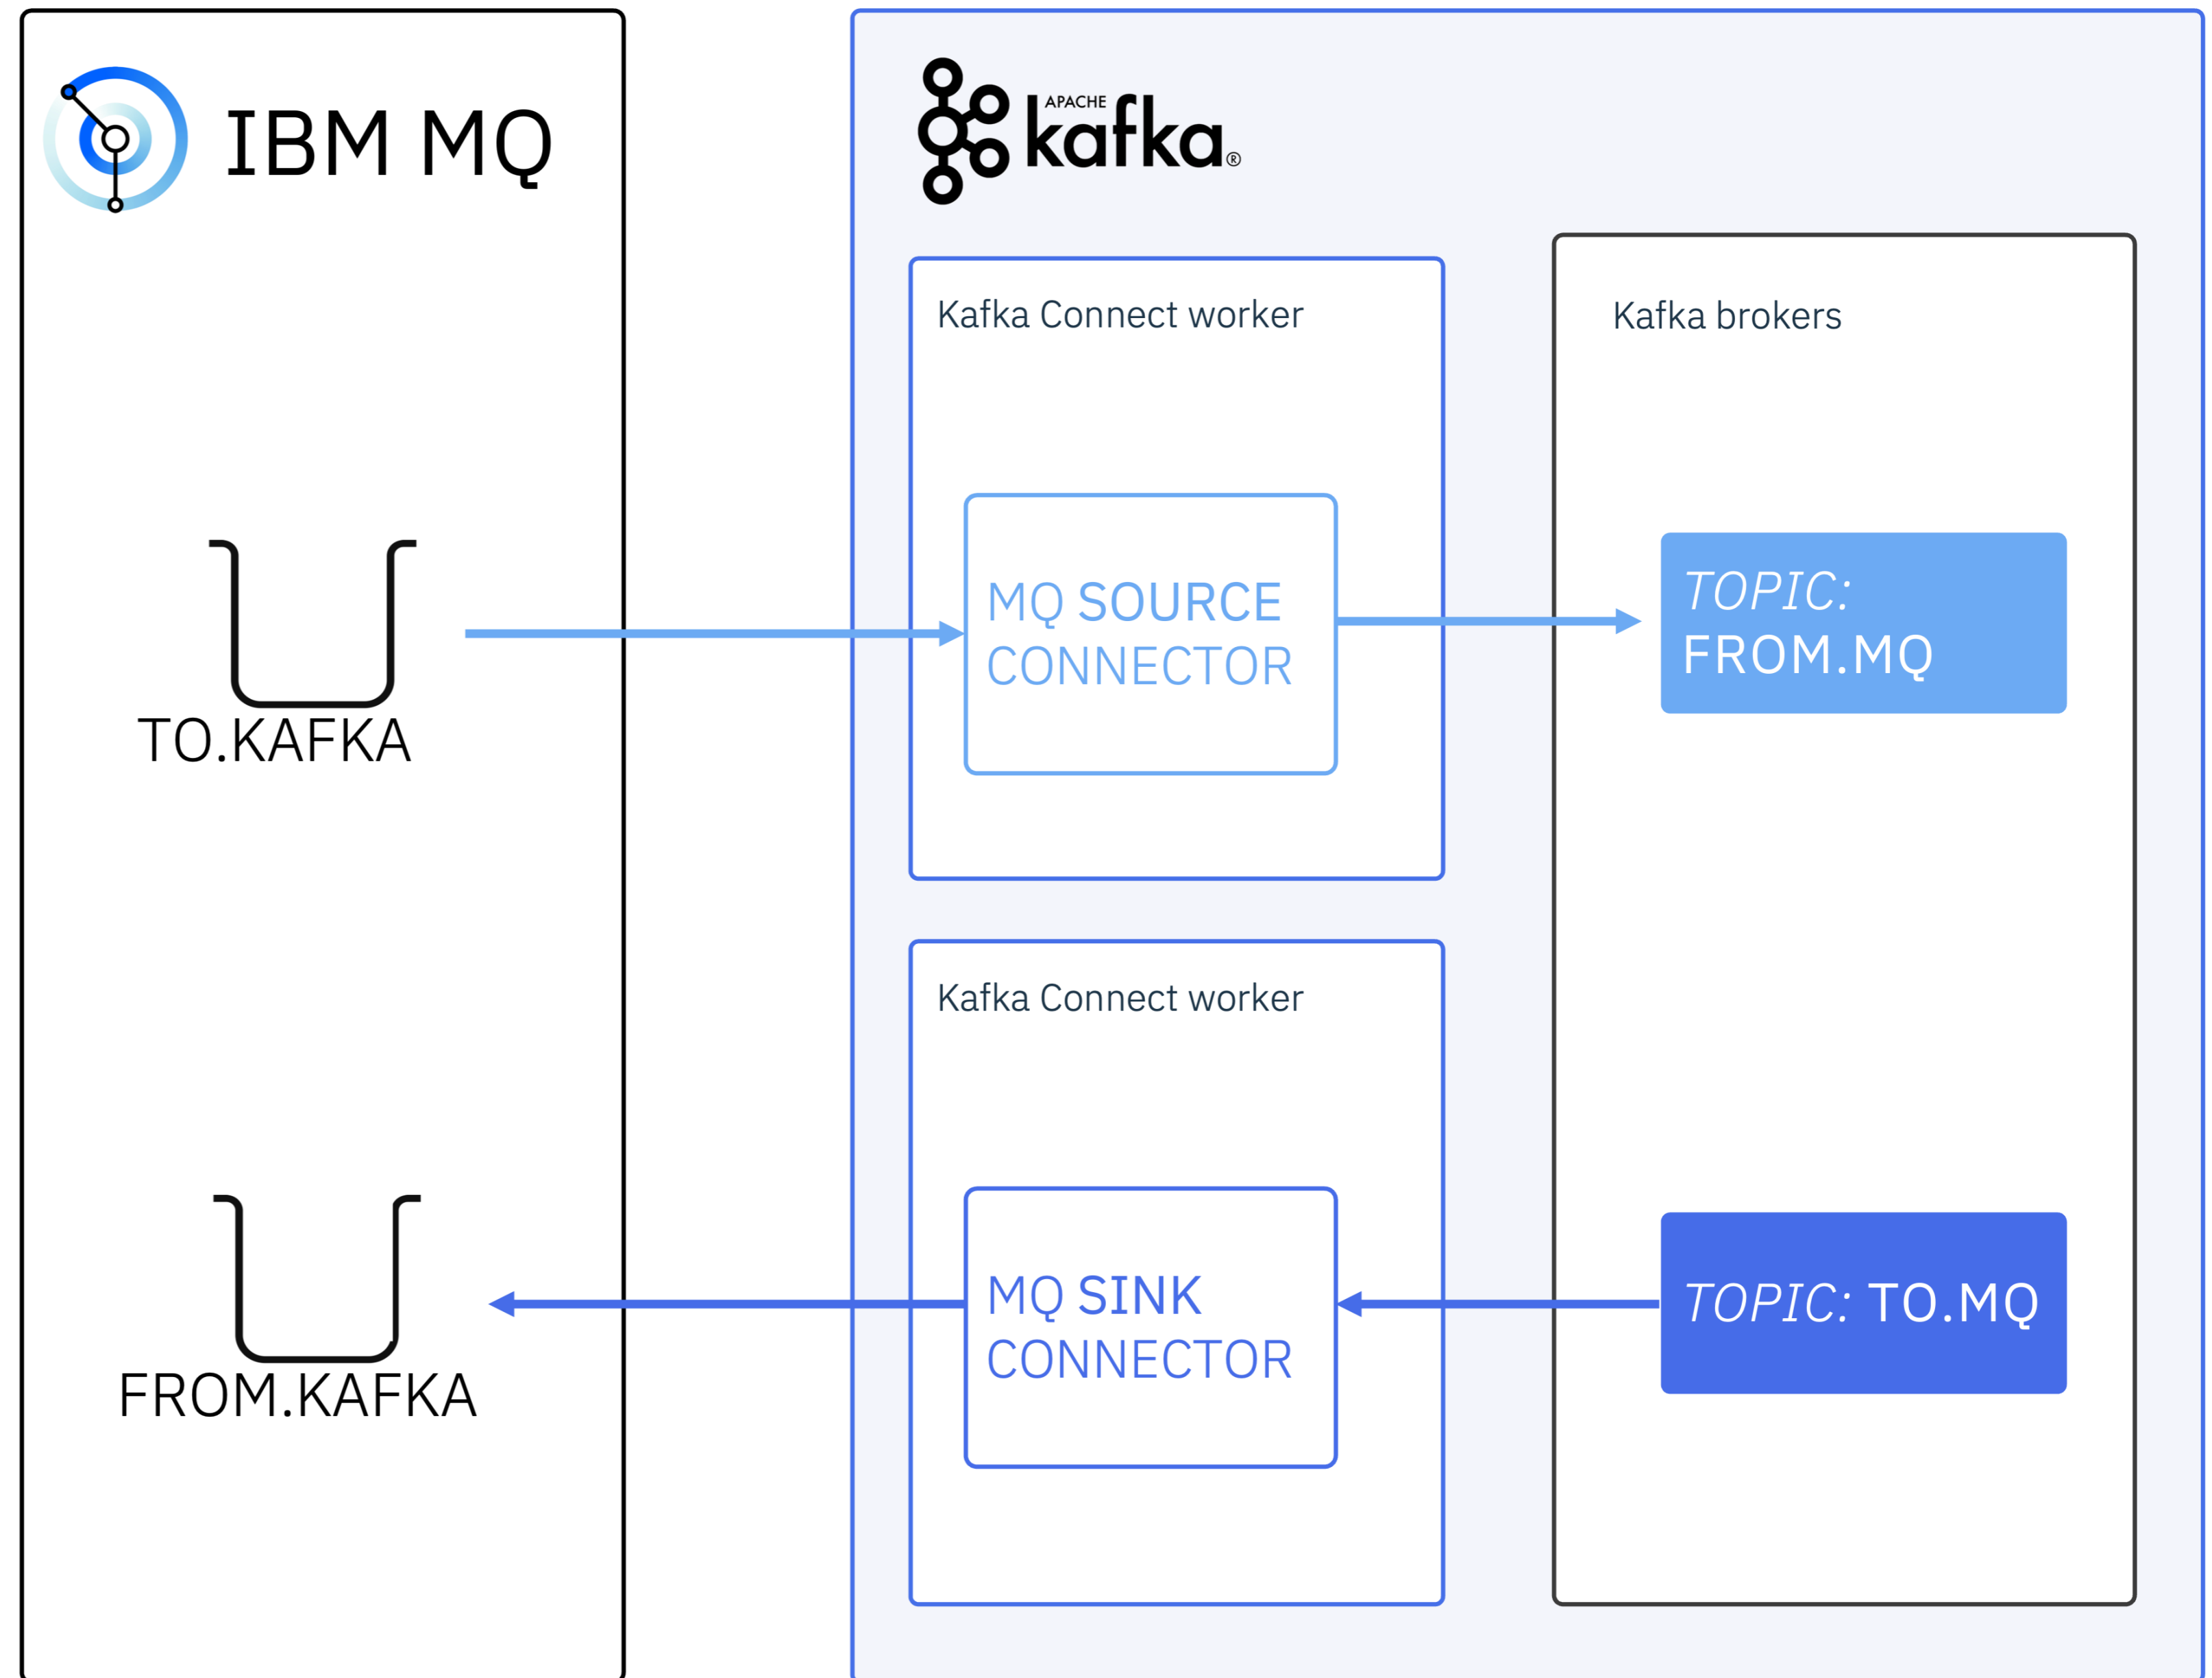 IBM MQ
APACHE
kafka®
Kafka Connect worker
Kafka brokers
TO.KAFKA
MQ SOURCE
CONNECTOR
TOPIC:
FROM.MQ
Kafka Connect worker
FROM.KAFKA
MQ SINK
CONNECTOR
TOPIC: TO.MQ